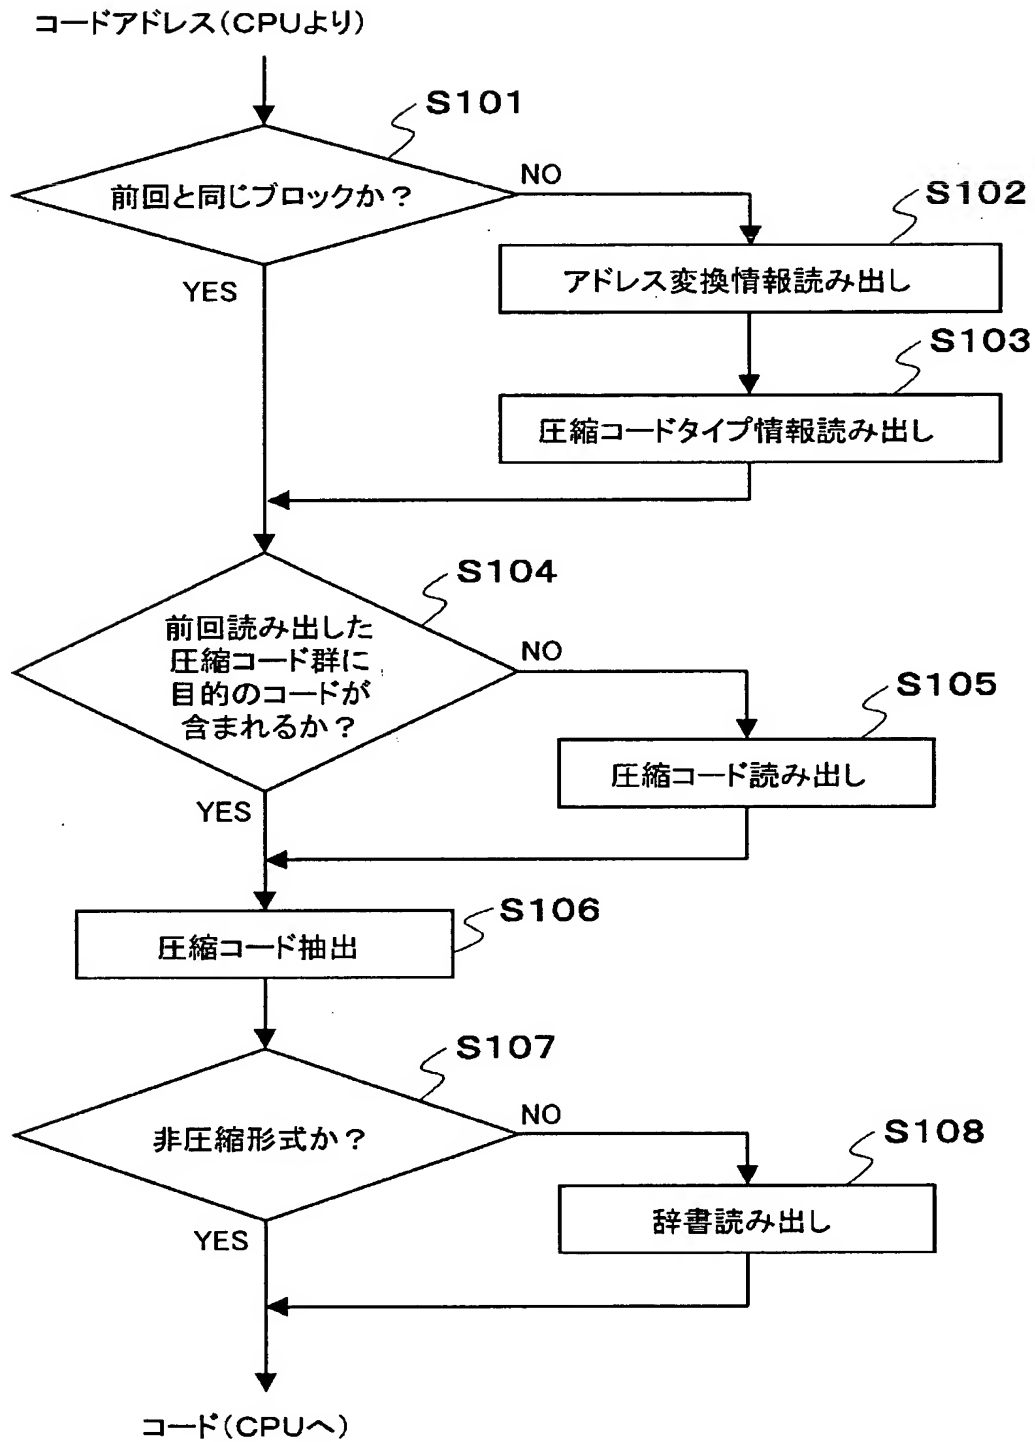 コードアドレス(CPUより)
S101
前回と同じブロックか?
NO
YES
S102
アドレス変換情報読み出し
S103
圧縮コードタイプ情報読み出し
S104
前回読み出した
圧縮コード群に
目的のコードが
含まれるか?
NO
YES
S105
圧縮コード読み出し
S106
圧縮コード抽出
S107
非圧縮形式か?
NO
YES
S108
辞書読み出し
コード(CPUへ)